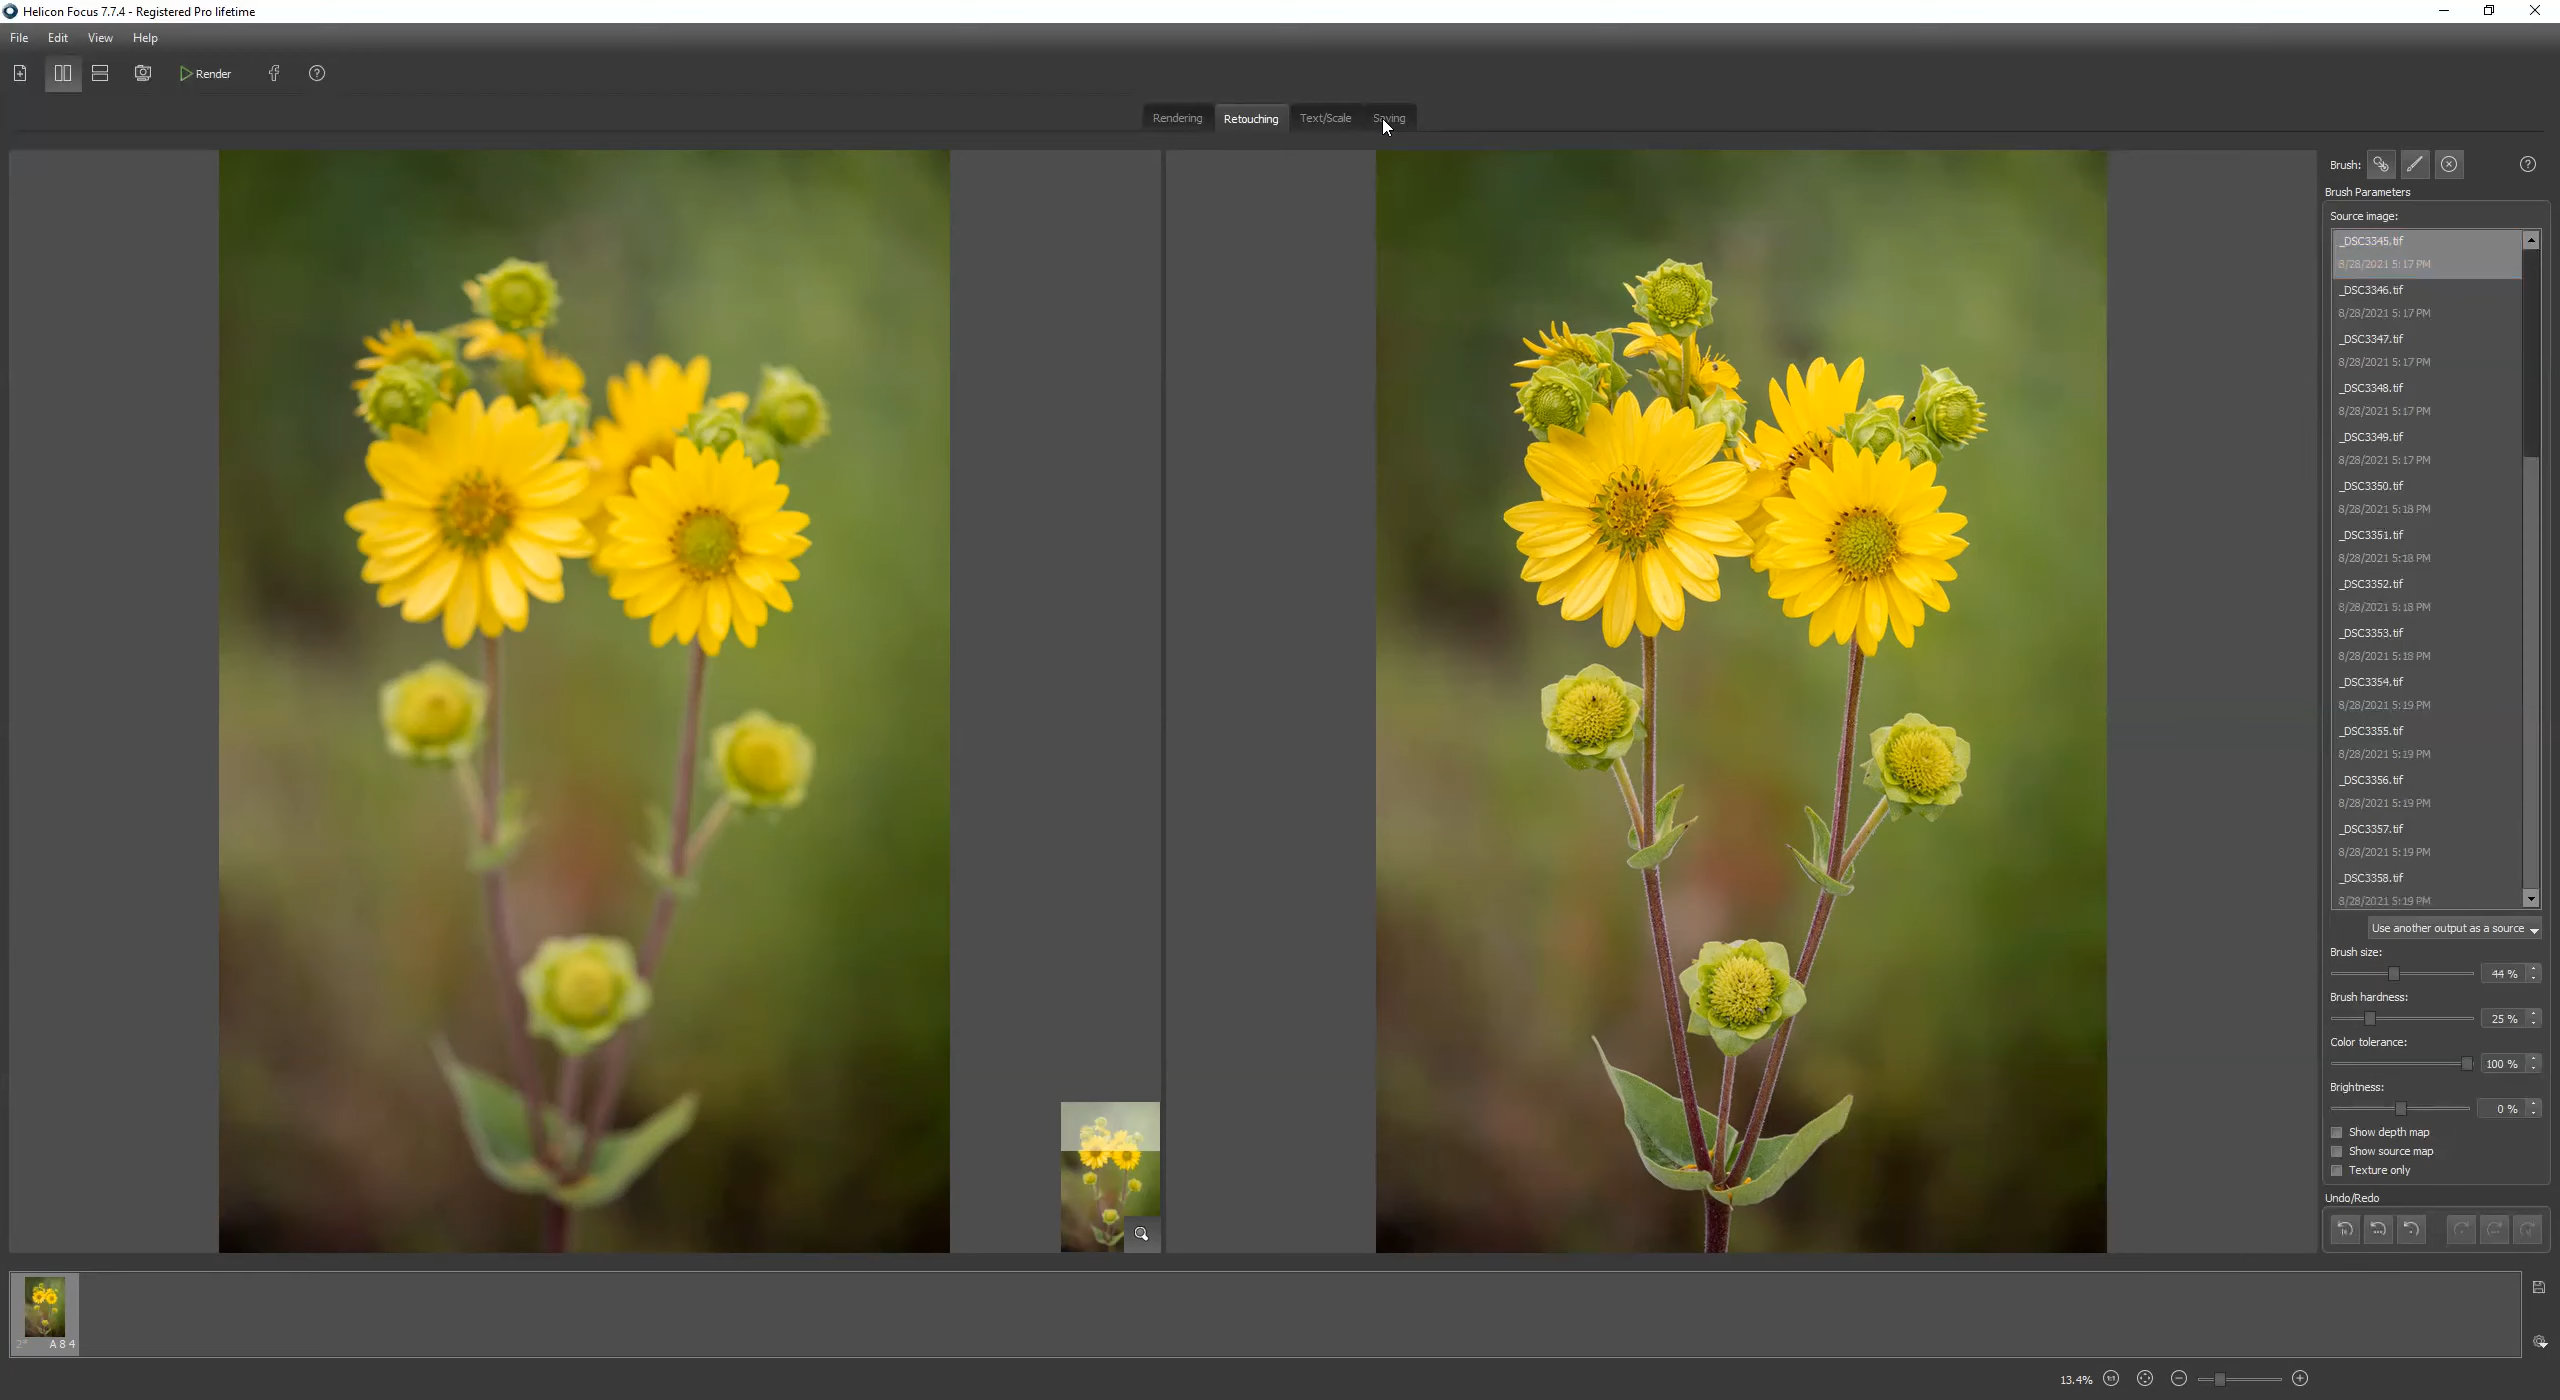 Helicon Focus 7.7.4 - Registered Pro lifetime
File Edit View Help
Render
Rendering Retouching Text/Scale Saving
Brush:
Brush Parameters
Source image:
_DSC3345.tif
8/28/2021 5:17 PM
_DSC3346.tif
8/28/2021 5:17 PM
_DSC3347.tif
8/28/2021 5:17 PM
_DSC3348.tif
8/28/2021 5:17 PM
_DSC3349.tif
8/28/2021 5:17 PM
_DSC3350.tif
8/28/2021 5:18 PM
_DSC3351.tif
8/28/2021 5:18 PM
_DSC3352.tif
8/28/2021 5:18 PM
_DSC3353.tif
8/28/2021 5:18 PM
_DSC3354.tif
8/28/2021 5:19 PM
_DSC3355.tif
8/28/2021 5:19 PM
_DSC3356.tif
8/28/2021 5:19 PM
_DSC3357.tif
8/28/2021 5:19 PM
_DSC3358.tif
8/28/2021 5:19 PM
Use another output as a source
Brush size:
44 %
Brush hardness:
25 %
Color tolerance:
100 %
Brightness:
0 %
Show depth map
Show source map
Texture only
Undo/Redo
2* A 8 4
13.4%